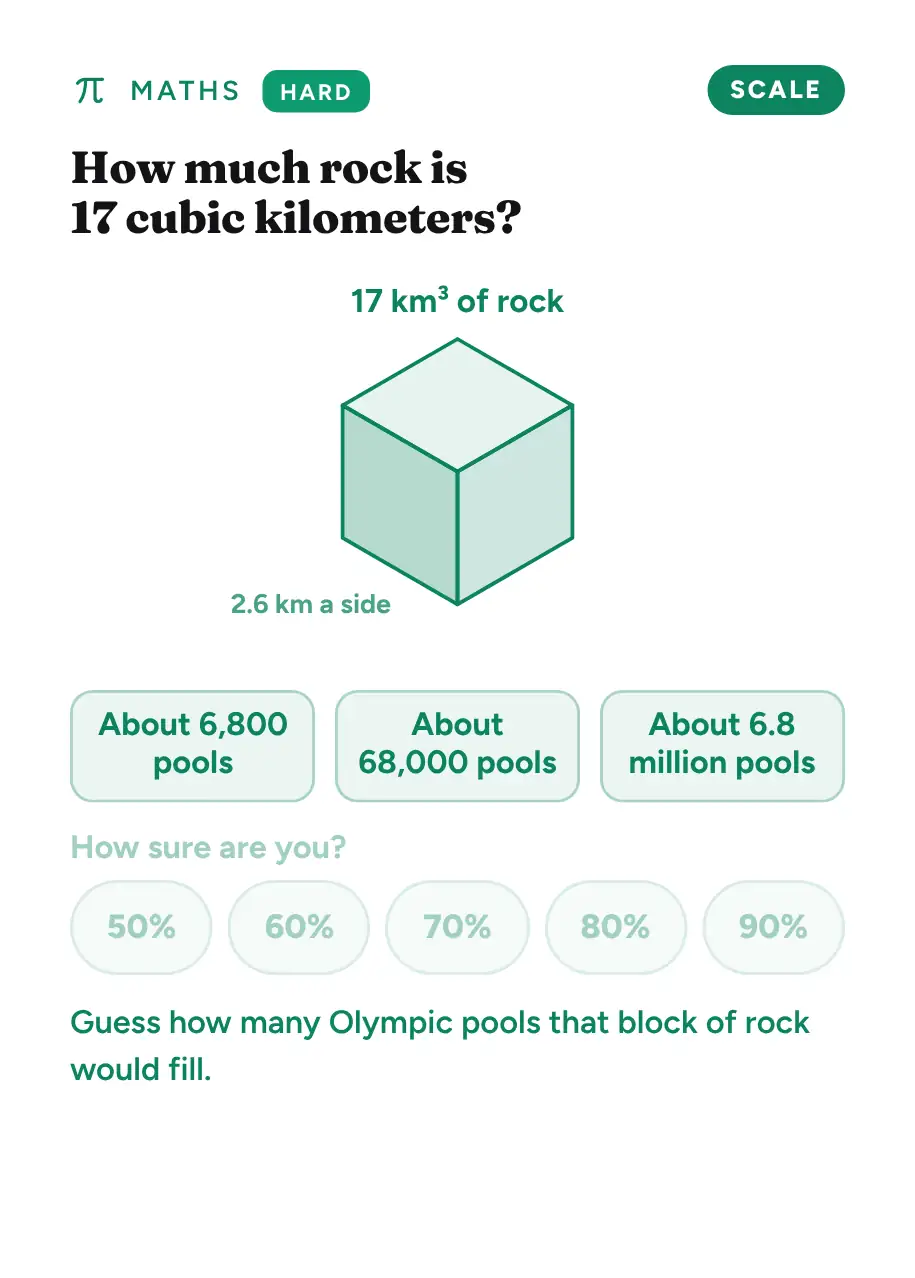 π MATHS HARD SCALE
How much rock is
17 cubic kilometers?
17 km³ of rock
2.6 km a side
About 6,800
pools
About
68,000 pools
About 6.8
million pools
How sure are you?
50% 60% 70% 80% 90%
Guess how many Olympic pools that block of rock
would fill.